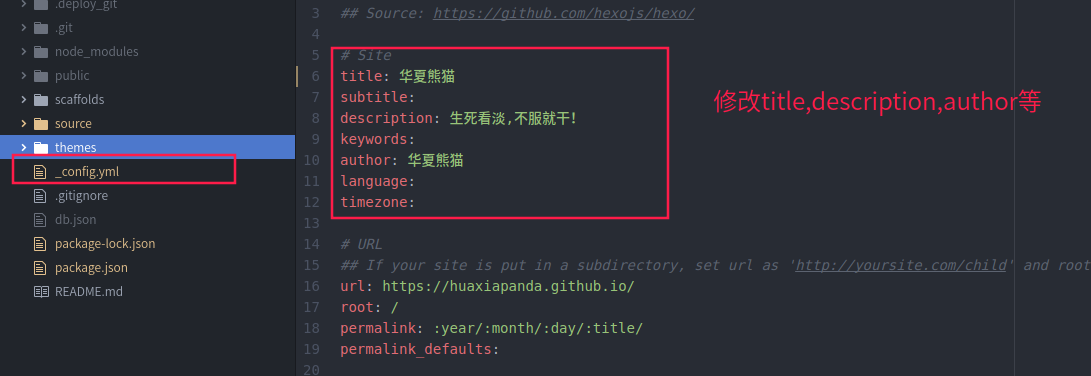 .deploy_git
.git
node_modules
public
scaffolds
source
themes
_config.yml
.gitignore
db.json
package-lock.json
package.json
README.md
3 ## Source: https://github.com/hexojs/hexo/
4
5 # Site
6 title: 华夏熊猫
7 subtitle:
8 description: 生死看淡,不服就干!
9 keywords:
10 author: 华夏熊猫
11 language:
12 timezone:
13
14 # URL
15 ## If your site is put in a subdirectory, set url as 'http://yoursite.com/child' and root
16 url: https://huaxiapanda.github.io/
17 root: /
18 permalink: :year/:month/:day/:title/
19 permalink_defaults:
20
修改title,description,author等